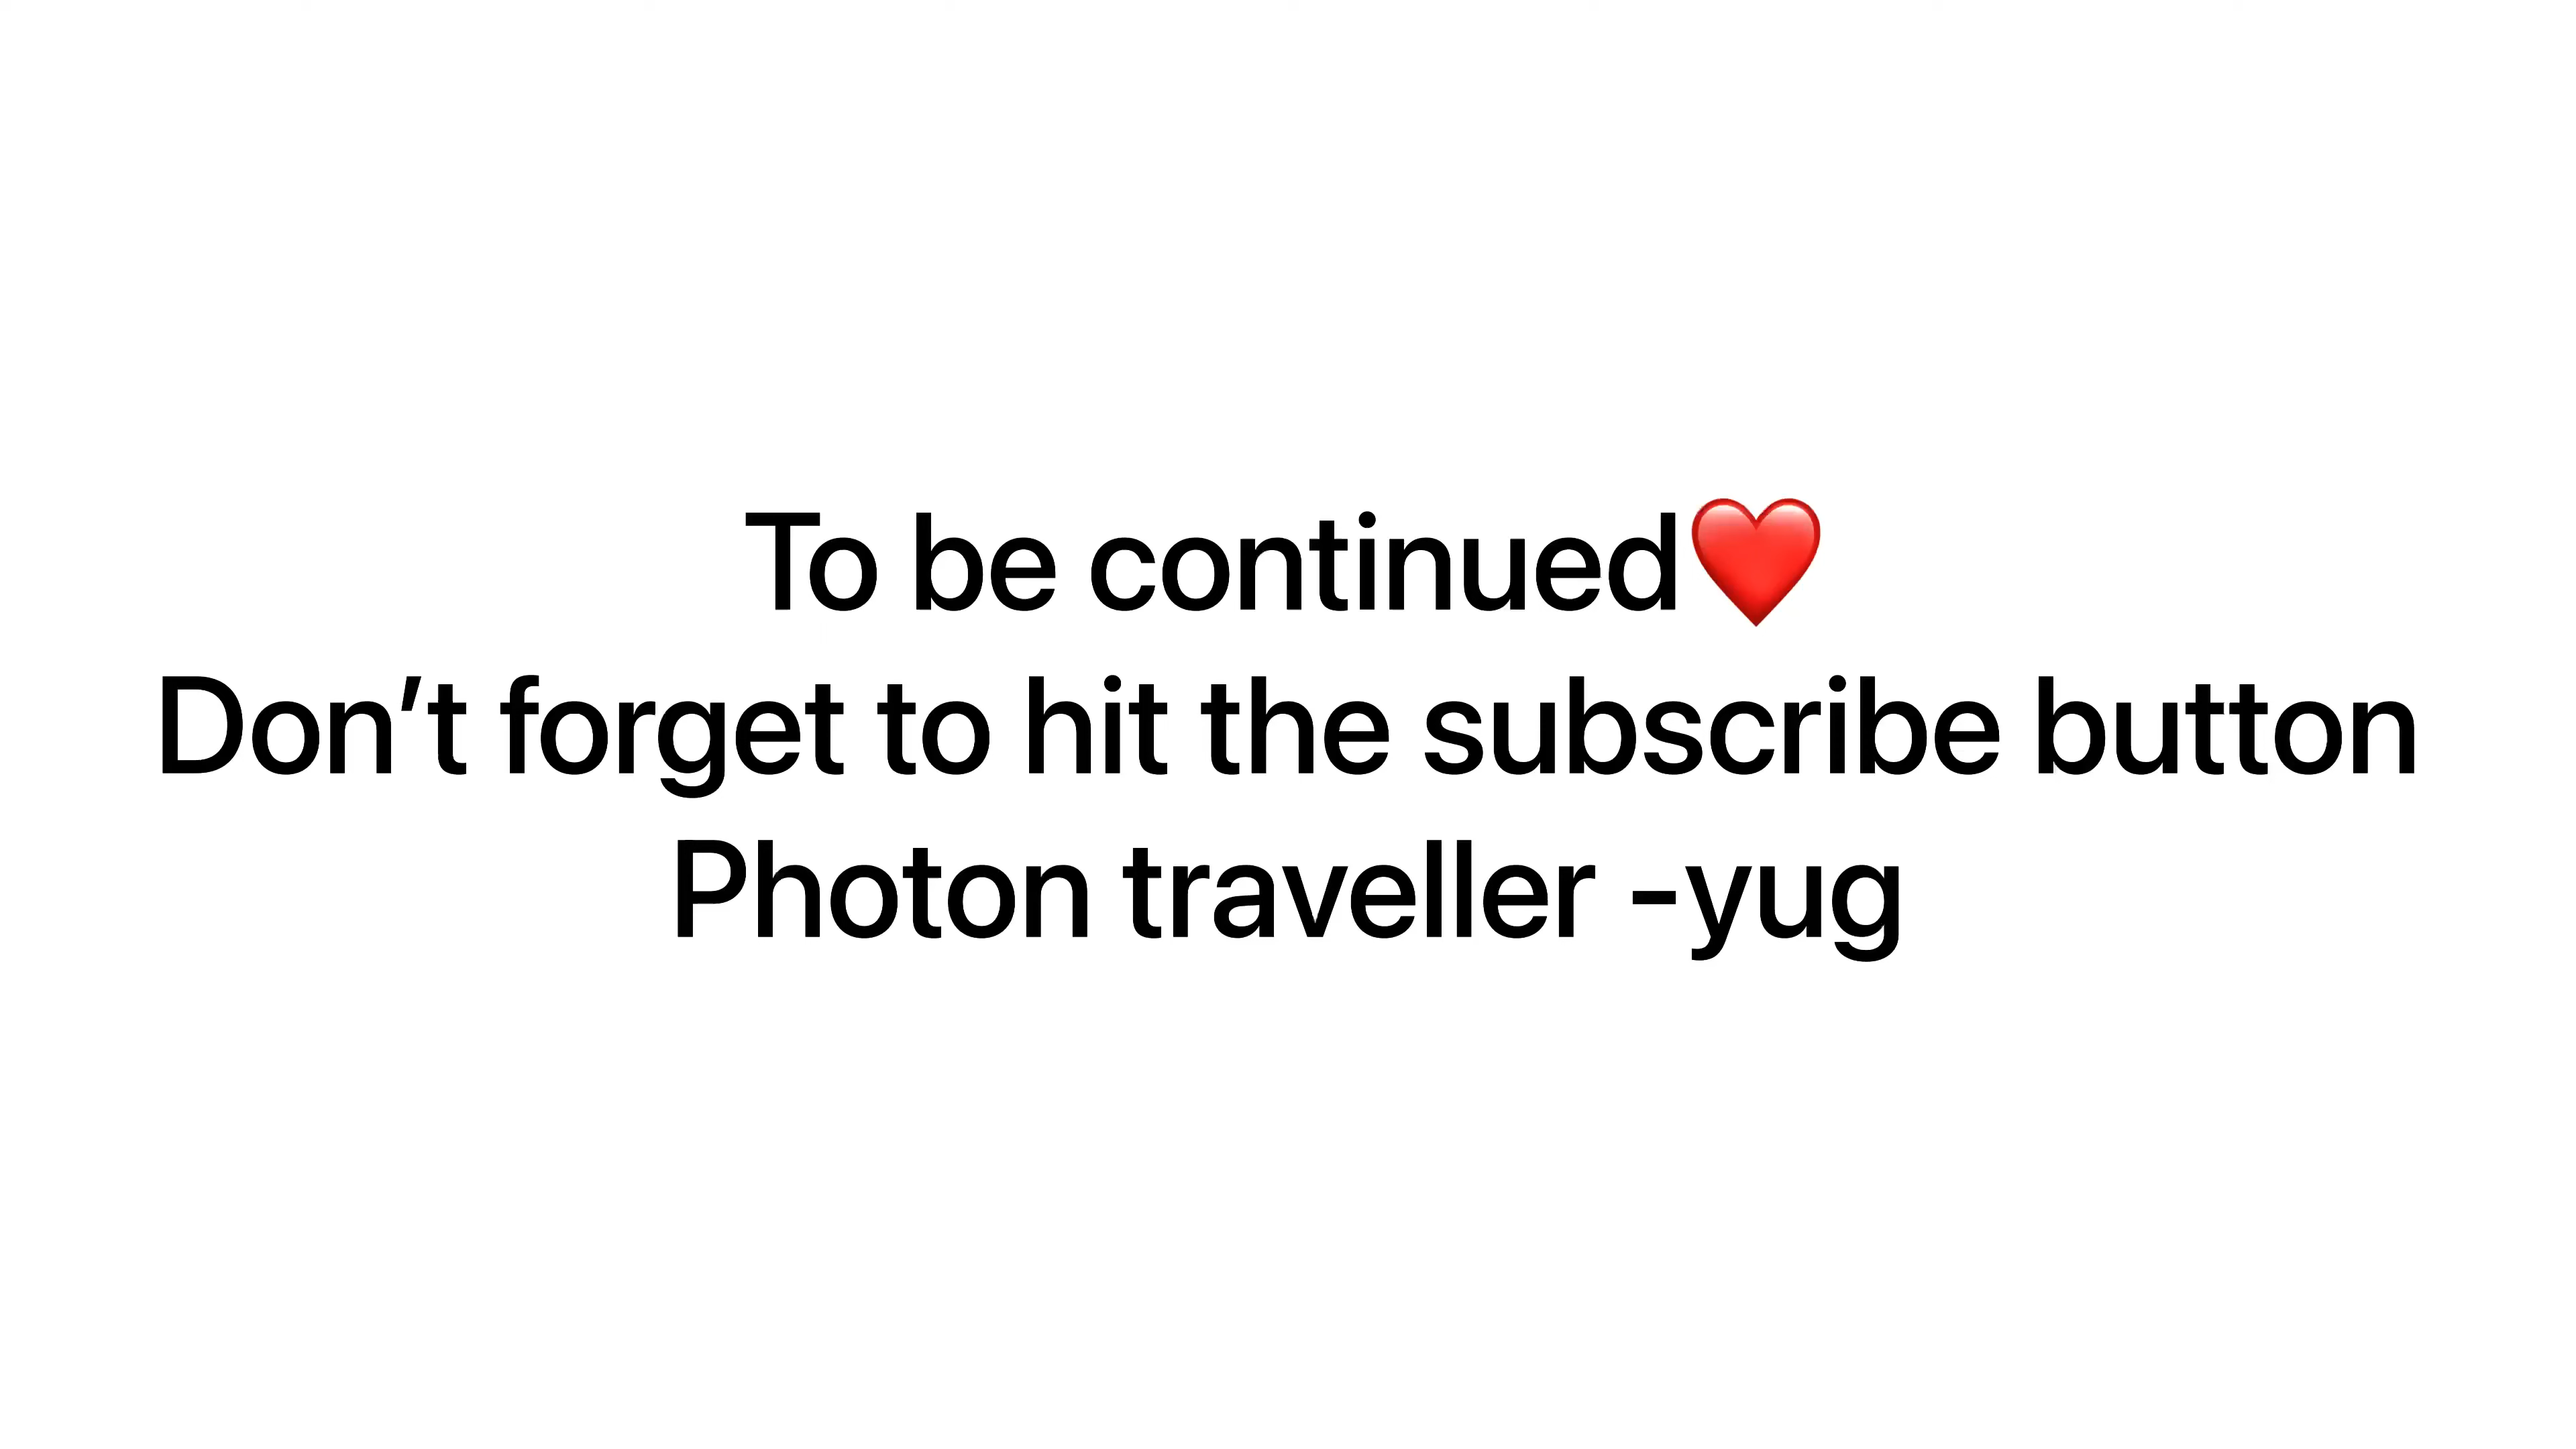 To be continued❤️
Don’t forget to hit the subscribe button
Photon traveller -yug